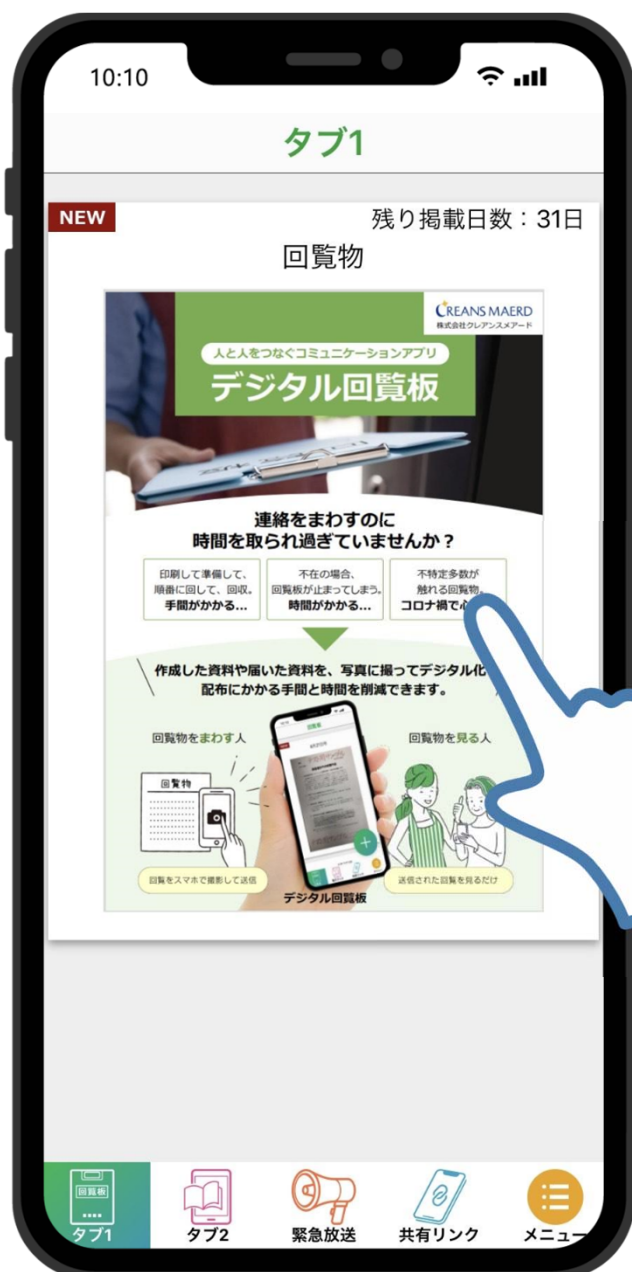 10:10
タブ1
NEW
残り掲載日数：31日
回覧物
CREANS MAERD
株式会社クレアンスメアード
人と人をつなぐコミュニケーションアプリ
デジタル回覧板
連絡をまわすのに
時間を取られ過ぎていませんか？
印刷して準備して、
順番に回して、回収。
手間がかかる...
不在の場合、
回覧板が止まってしまう。
時間がかかる...
不特定多数が
触れる回覧物。
コロナ禍で
作成した資料や届いた資料を、写真に撮ってデジタル化
配布にかかる手間と時間を削減できます。
回覧物をまわす人
回覧物を見る人
回覧物
回覧をスマホで撮影して送信
デジタル回覧板
送信された回覧を見るだけ
回覧板
タブ1
タブ2
緊急放送
共有リンク
メニュー